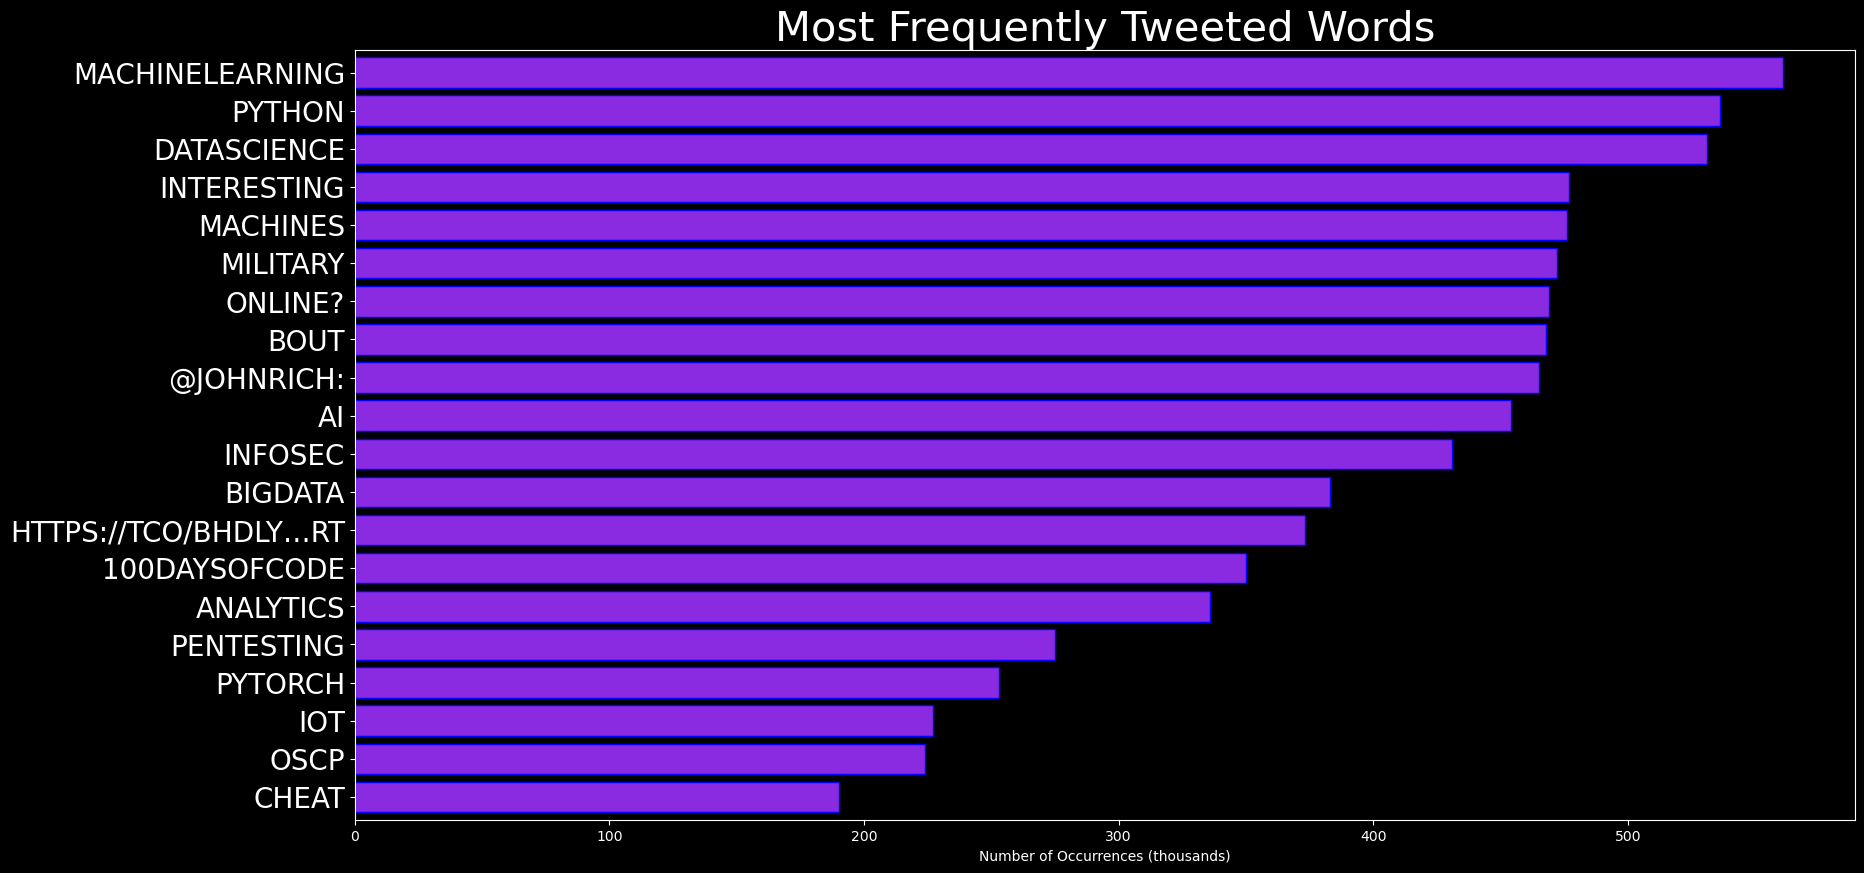 Most Frequently Tweeted Words
MACHINELEARNING
PYTHON
DATASCIENCE
INTERESTING
MACHINES
MILITARY
ONLINE?
BOUT
@JOHNRICH:
AI
INFOSEC
BIGDATA
HTTPS://TCO/BHDLY…RT
100DAYSOFCODE
ANALYTICS
PENTESTING
PYTORCH
IOT
OSCP
CHEAT
0 100 200 300 400 500
Number of Occurrences (thousands)